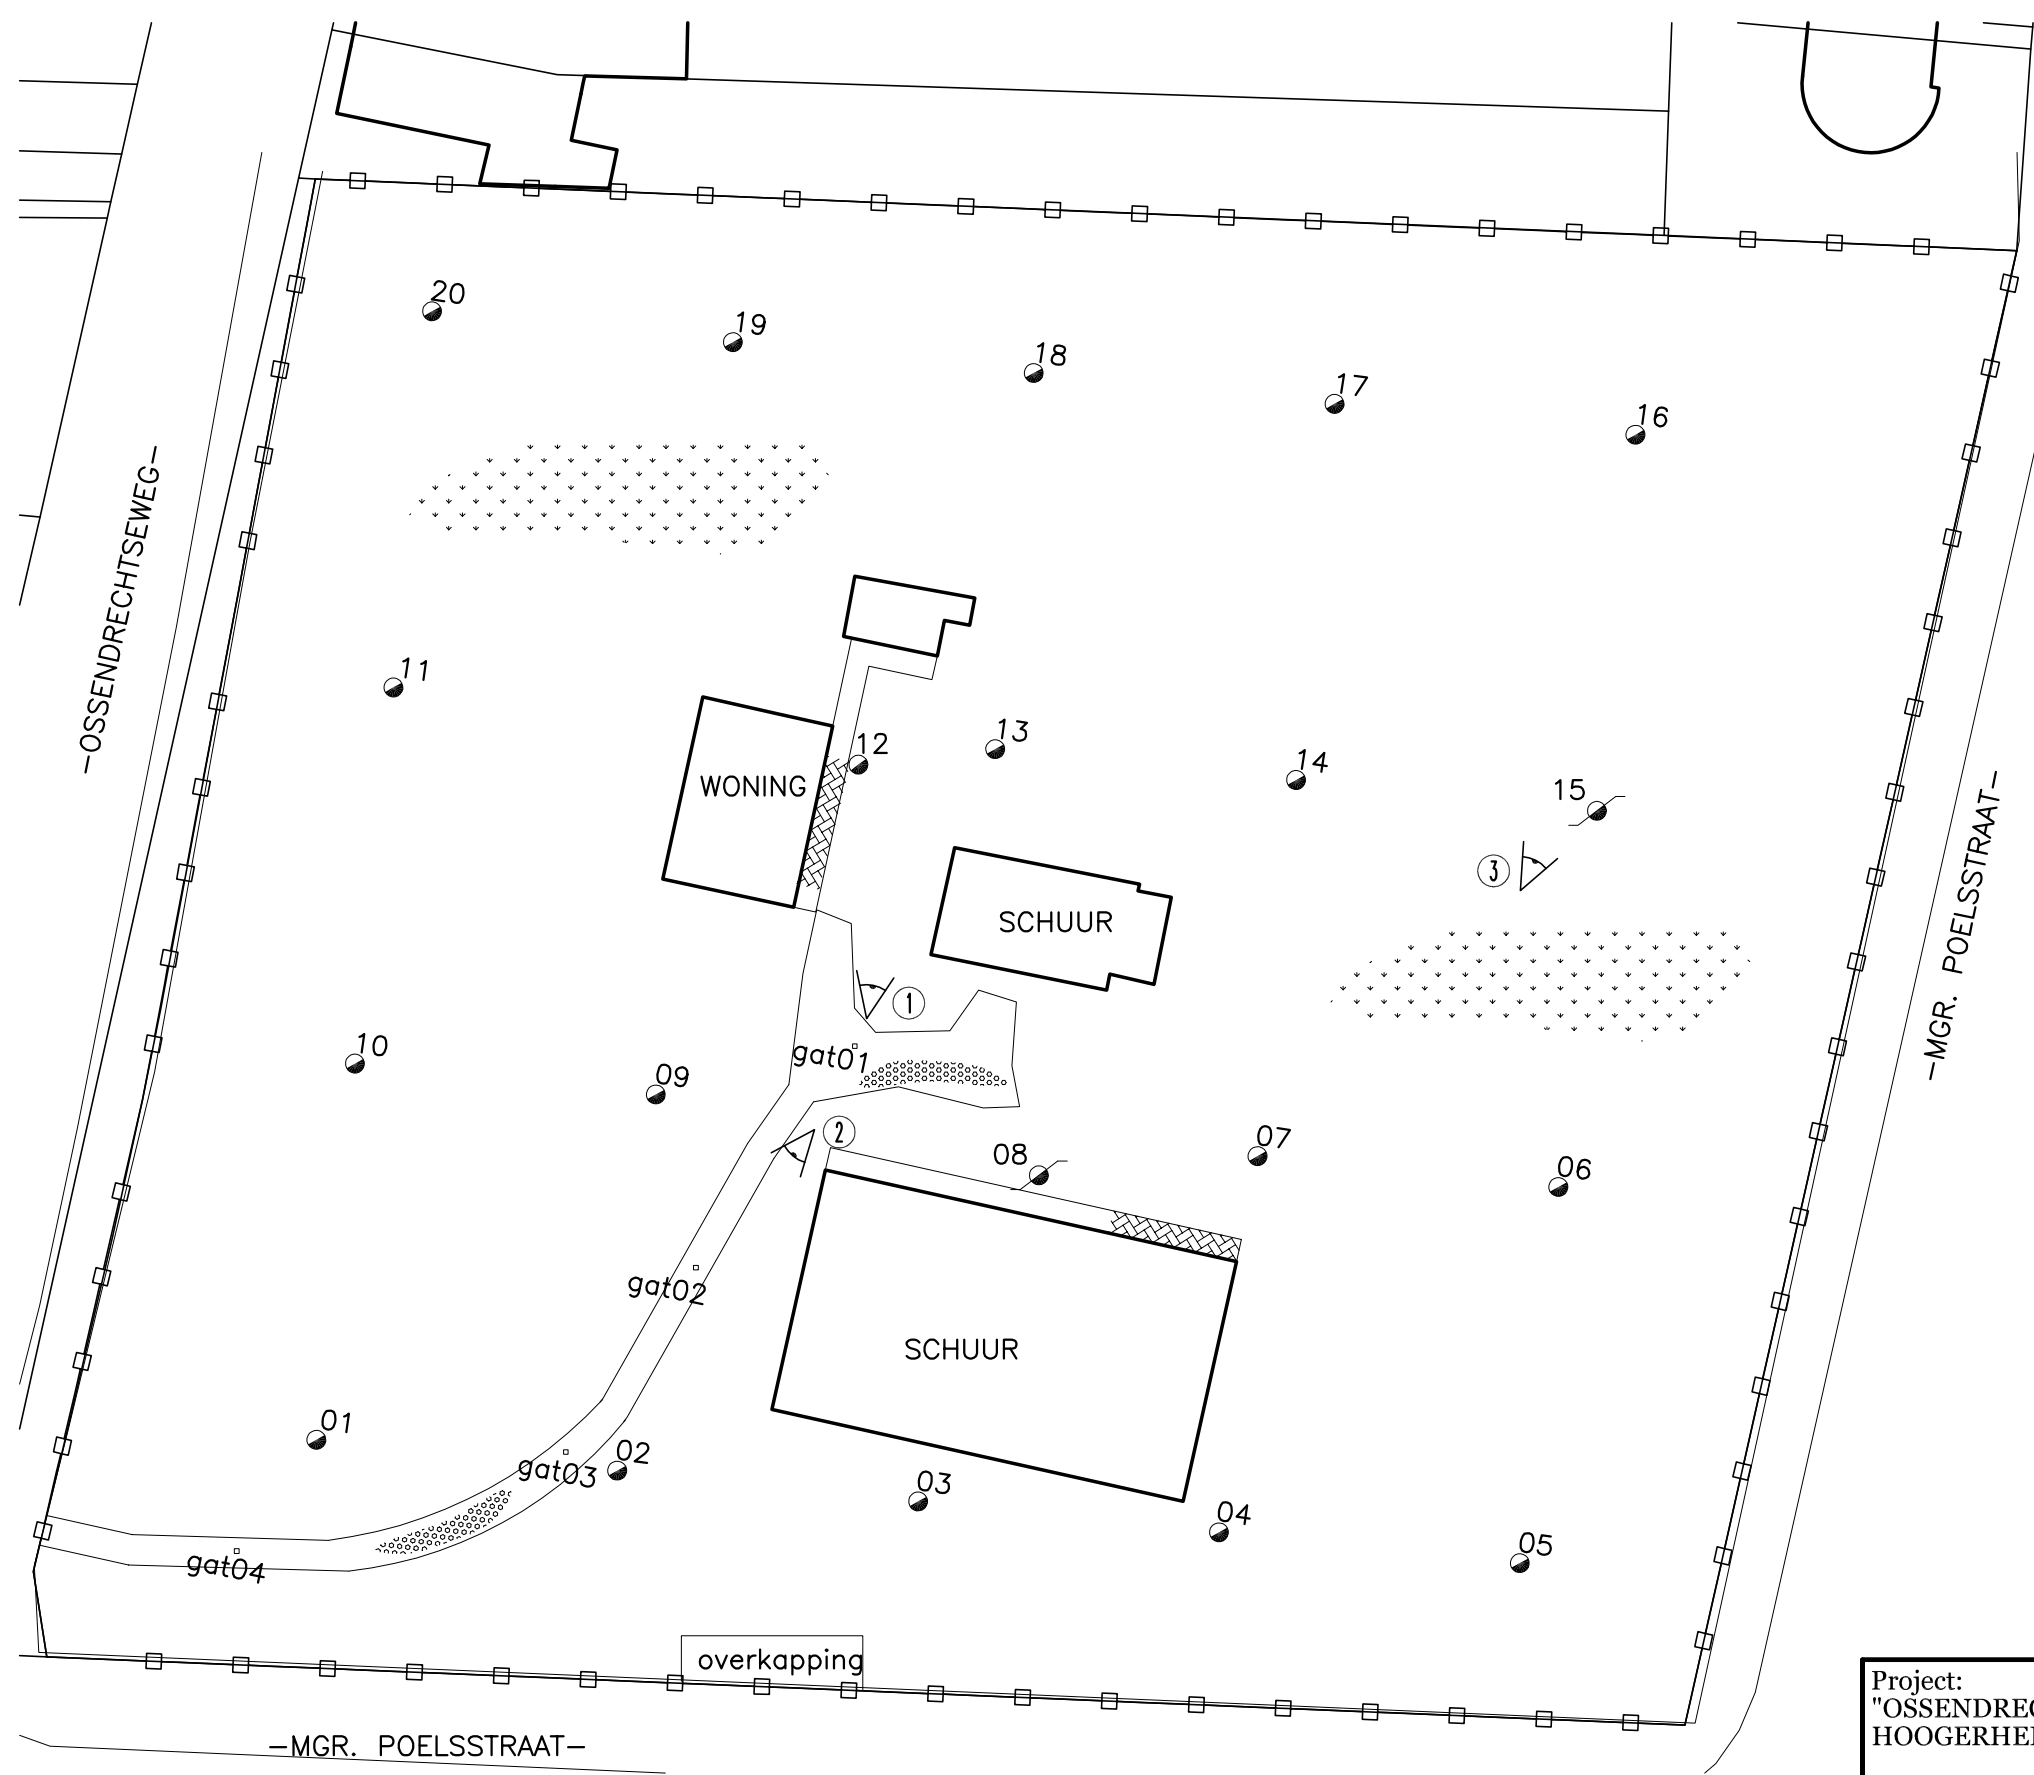 20
19
18
17
16
-OSSENDRECHTSEWEG-
11
12
13
14
15
WONING
3
SCHUUR
-MGR. POELSSTRAAT-
1
10
gat01
09
2
08
07
06
gat02
SCHUUR
01
02
gat03
03
04
05
gat04
overkapping
Project:
-MGR. POELSSTRAAT-